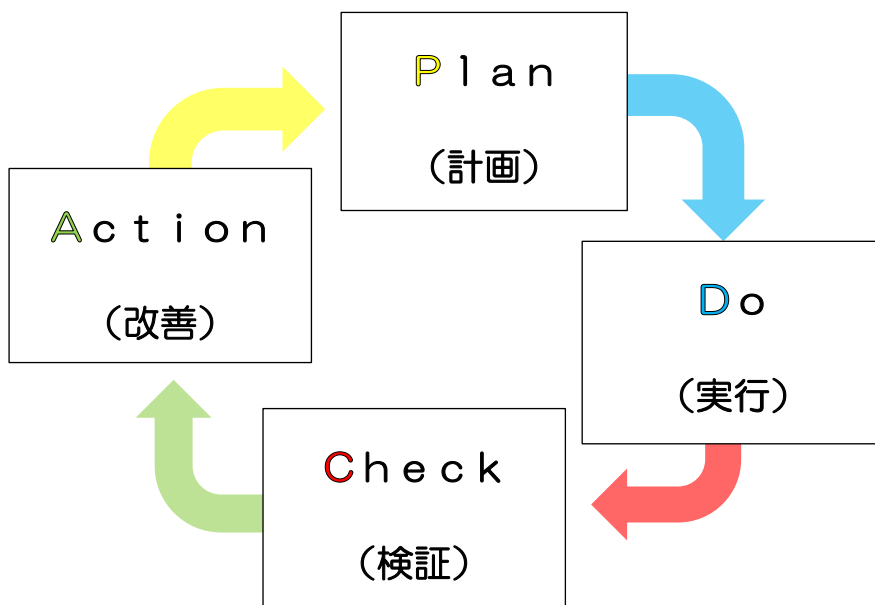 Ｐｌａｎ
（計画）
Ｄｏ
（実行）
Ｃｈｅｃｋ
（検証）
Ａｃｔｉｏｎ
（改善）